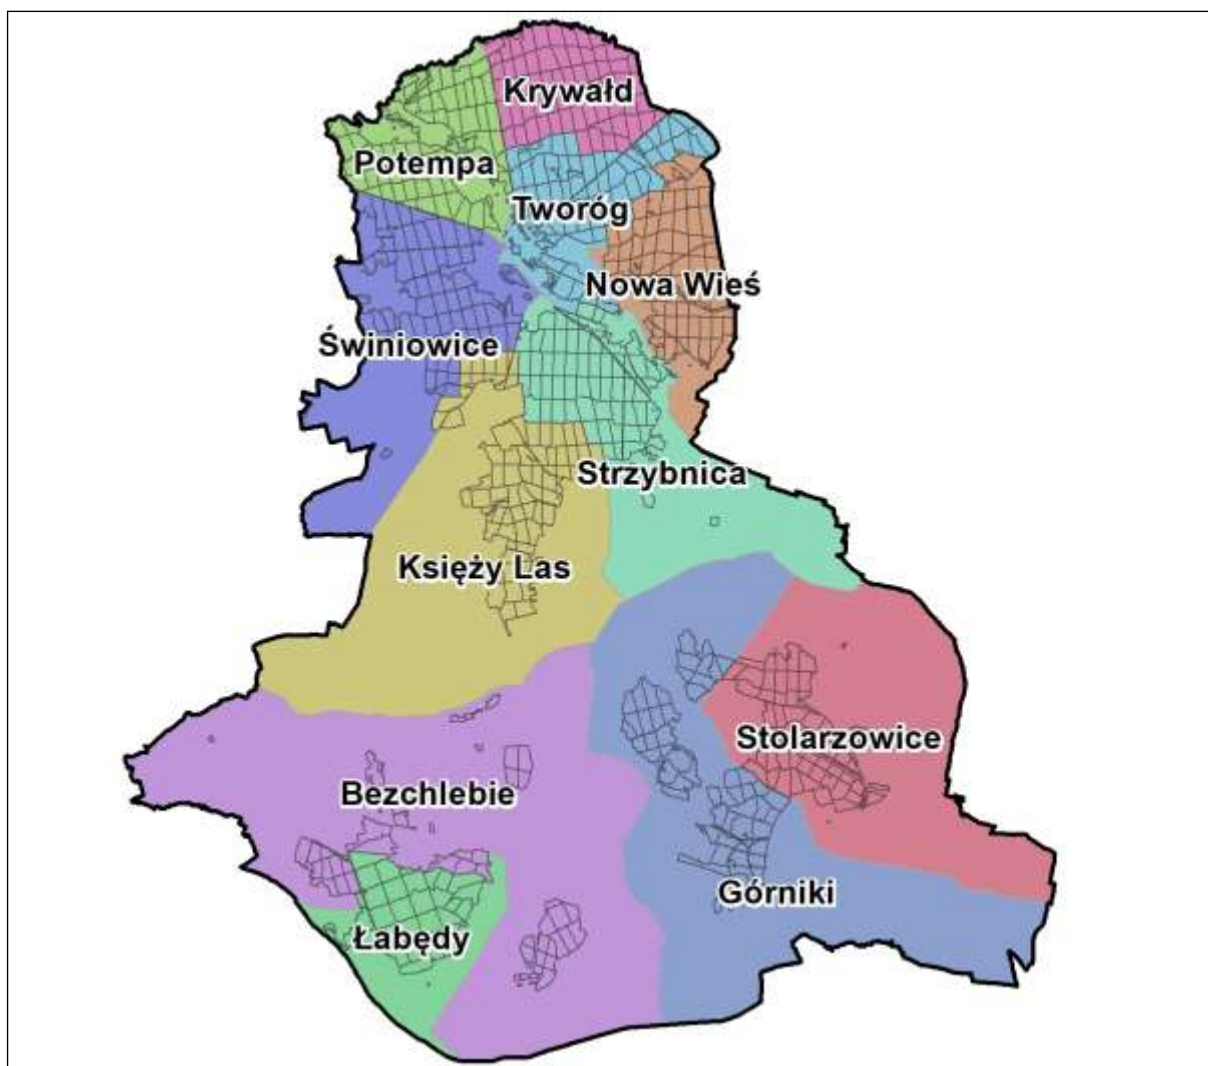 Krywałd
Potempa
Tworóg
Nowa Wieś
Świniowice
Strzybnica
Księży Las
Stolarzowice
Bezchlebie
Górniki
Łabędy